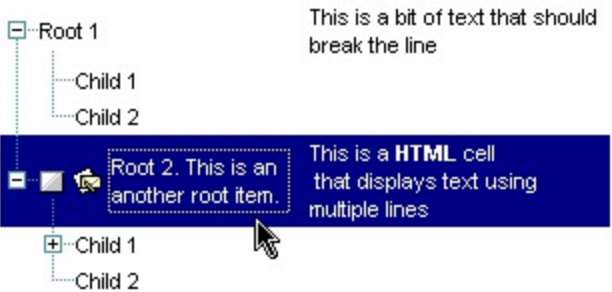 Root 1
This is a bit of text that should
break the line
Child 1
Child 2
Root 2. This is an
another root item.
This is a HTML cell
that displays text using
multiple lines
Child 1
Child 2